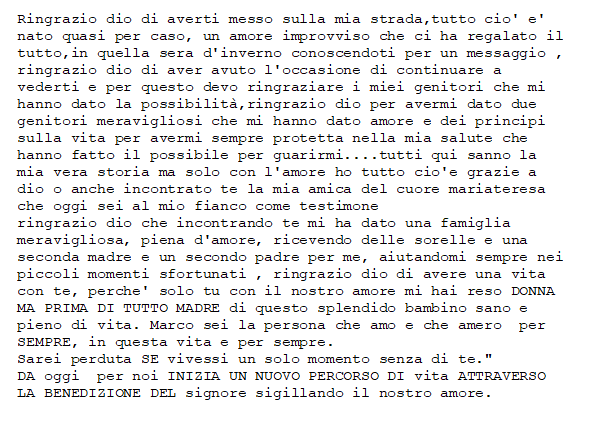 Ringrazio dio di averti messo sulla mia strada,tutto cio' e'
nato quasi per caso, un amore improvviso che ci ha regalato il
tutto,in quella sera d'inverno conoscendoti per un messaggio ,
ringrazio dio di aver avuto l'occasione di continuare a
vederti e per questo devo ringraziare i miei genitori che mi
hanno dato la possibilità,ringrazio dio per avermi dato due
genitori meravigliosi che mi hanno dato amore e dei principi
sulla vita per avermi sempre protetta nella mia salute che
hanno fatto il possibile per guarirmi....tutti qui sanno la
mia vera storia ma solo con l'amore ho tutto cio'e grazie a
dio o anche incontrato te la mia amica del cuore mariateresa
che oggi sei al mio fianco come testimone
ringrazio dio che incontrando te mi ha dato una famiglia
meravigliosa, piena d'amore, ricevendo delle sorelle e una
seconda madre e un secondo padre per me, aiutandomi sempre nei
piccoli momenti sfortunati , ringrazio dio di avere una vita
con te, perche' solo tu con il nostro amore mi hai reso DONNA
MA PRIMA DI TUTTO MADRE di questo splendido bambino sano e
pieno di vita. Marco sei la persona che amo e che amero  per
SEMPRE, in questa vita e per sempre.
Sarei perduta SE vivessi un solo momento senza di te."
DA oggi  per noi INIZIA UN NUOVO PERCORSO DI vita ATTRAVERSO
LA BENEDIZIONE DEL signore sigillando il nostro amore.